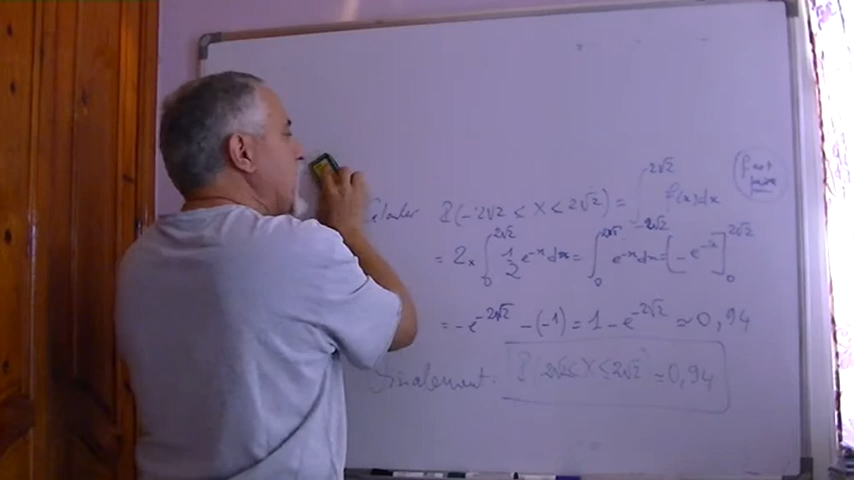 Calculer P(-2√2 ≤ X ≤ 2√2) = ∫_{-2√2}^{2√2} f(x)dx
f est paire
= 2 × ∫_0^{2√2} 1/2 e^{-x} dx = ∫_0^{2√2} e^{-x} dx = [-e^{-x}]_0^{2√2}
= -e^{-2√2} - (-1) = 1 - e^{-2√2} ≃ 0,94
Finalement. P(-2√2 ≤ X ≤ 2√2) ≃ 0,94